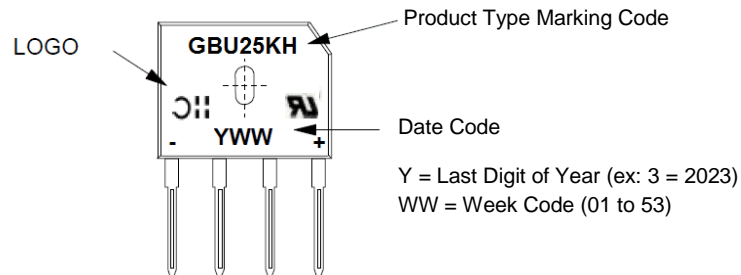 Product Type Marking Code
LOGO
GBU25KH
- YWW +
Date Code
Y = Last Digit of Year (ex: 3 = 2023)
WW = Week Code (01 to 53)